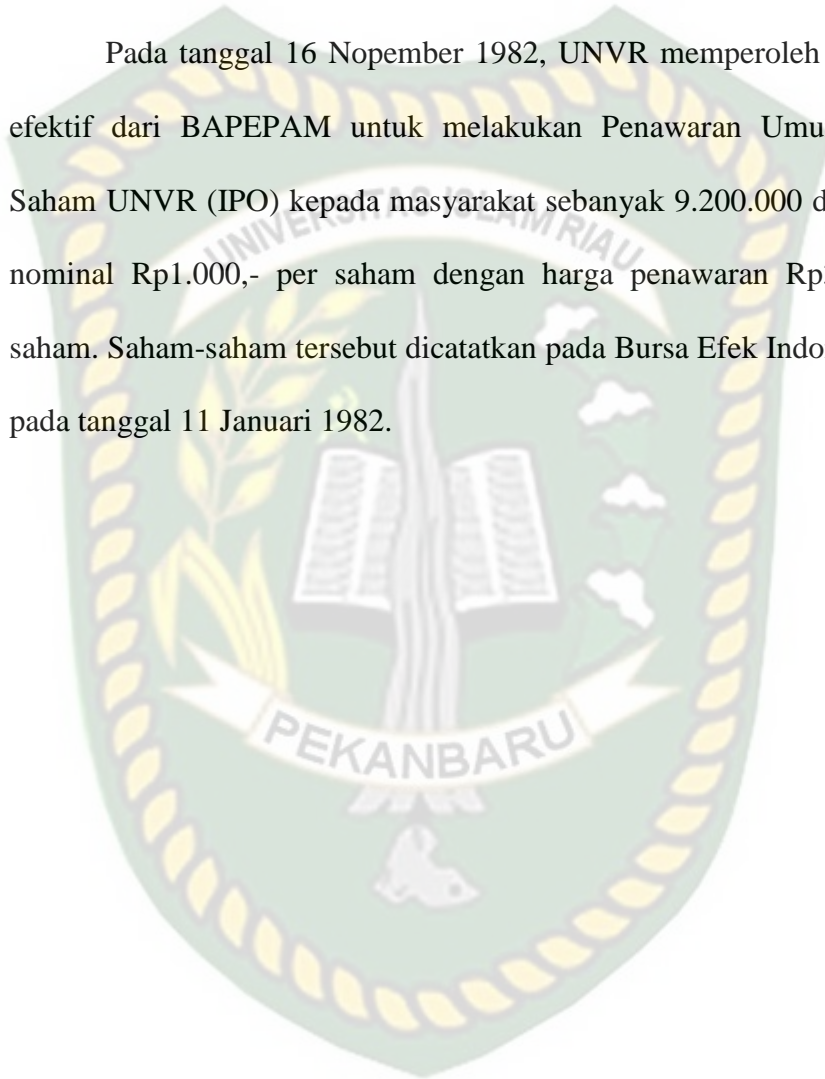 Pada tanggal 16 Nopember 1982, UNVR memperoleh
efektif dari BAPEPAM untuk melakukan Penawaran Umu
Saham UNVR (IPO) kepada masyarakat sebanyak 9.200.000 d
UNIVERSITAS ISLAM RIAU
nominal Rp1.000,- per saham dengan harga penawaran Rp
saham. Saham-saham tersebut dicatatkan pada Bursa Efek Indo
pada tanggal 11 Januari 1982.
PEKANBARU